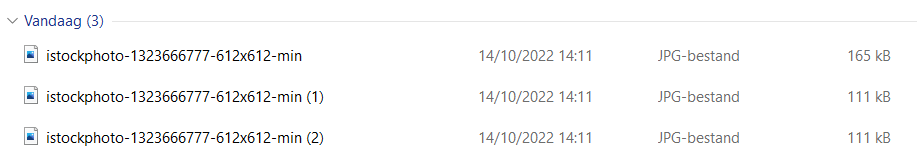 Vandaag (3)
istockphoto-1323666777-612x612-min 14/10/2022 14:11 JPG-bestand 165 kB
istockphoto-1323666777-612x612-min (1) 14/10/2022 14:11 JPG-bestand 111 kB
istockphoto-1323666777-612x612-min (2) 14/10/2022 14:11 JPG-bestand 111 kB